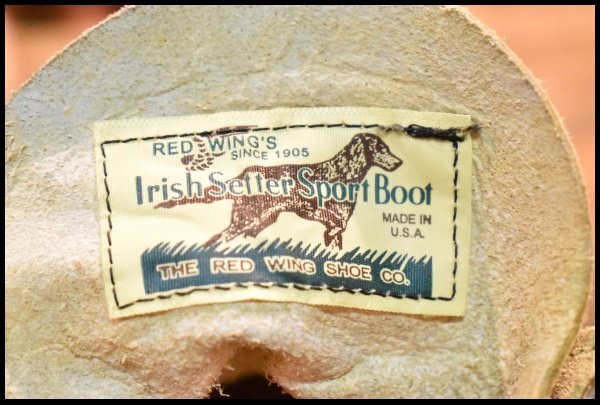 RED WING'S
SINCE 1905
Irish Setter Sport Boot
MADE IN
U.S.A.
THE RED WING SHOE CO.